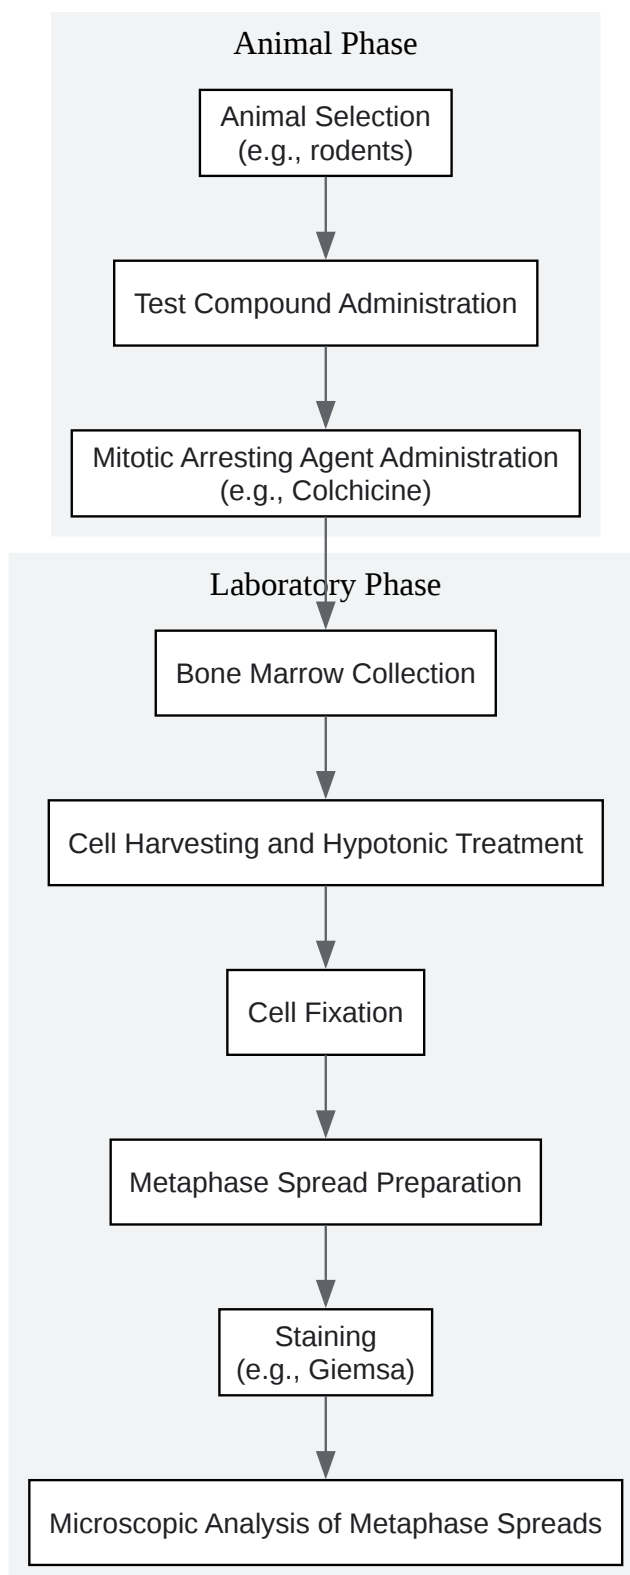 Animal Phase
Animal Selection
(e.g., rodents)
Test Compound Administration
Mitotic Arresting Agent Administration
(e.g., Colchicine)
Laboratory Phase
Bone Marrow Collection
Cell Harvesting and Hypotonic Treatment
Cell Fixation
Metaphase Spread Preparation
Staining
(e.g., Giemsa)
Microscopic Analysis of Metaphase Spreads